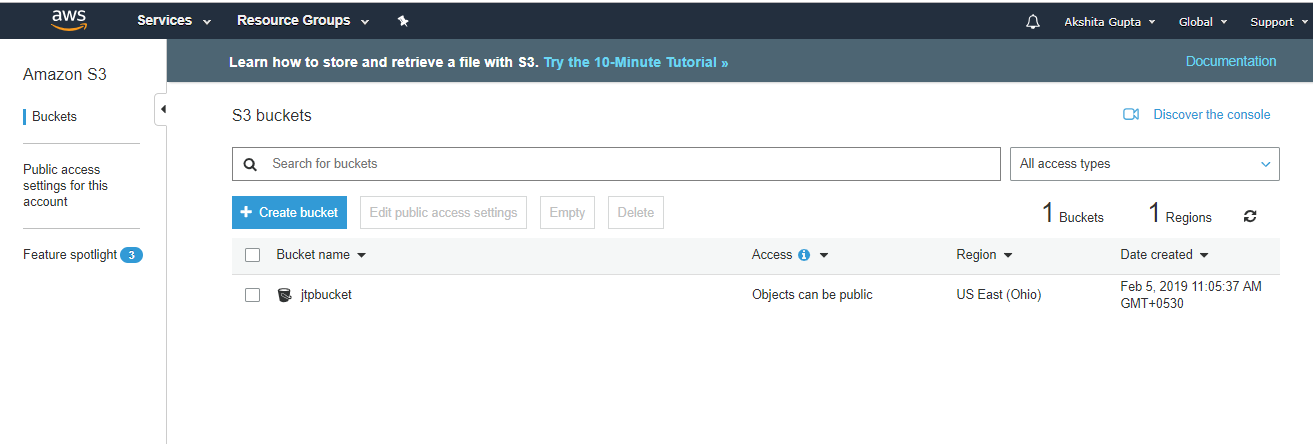 aws Services Resource Groups Akshita Gupta Global Support
Amazon S3
Buckets
Public access
settings for this
account
Feature spotlight 3
Learn how to store and retrieve a file with S3. Try the 10-Minute Tutorial » Documentation
S3 buckets Discover the console
Search for buckets All access types
+ Create bucket Edit public access settings Empty Delete 1 Buckets 1 Regions
Bucket name Access i Region Date created
jtpbucket Objects can be public US East (Ohio) Feb 5, 2019 11:05:37 AM
GMT+0530